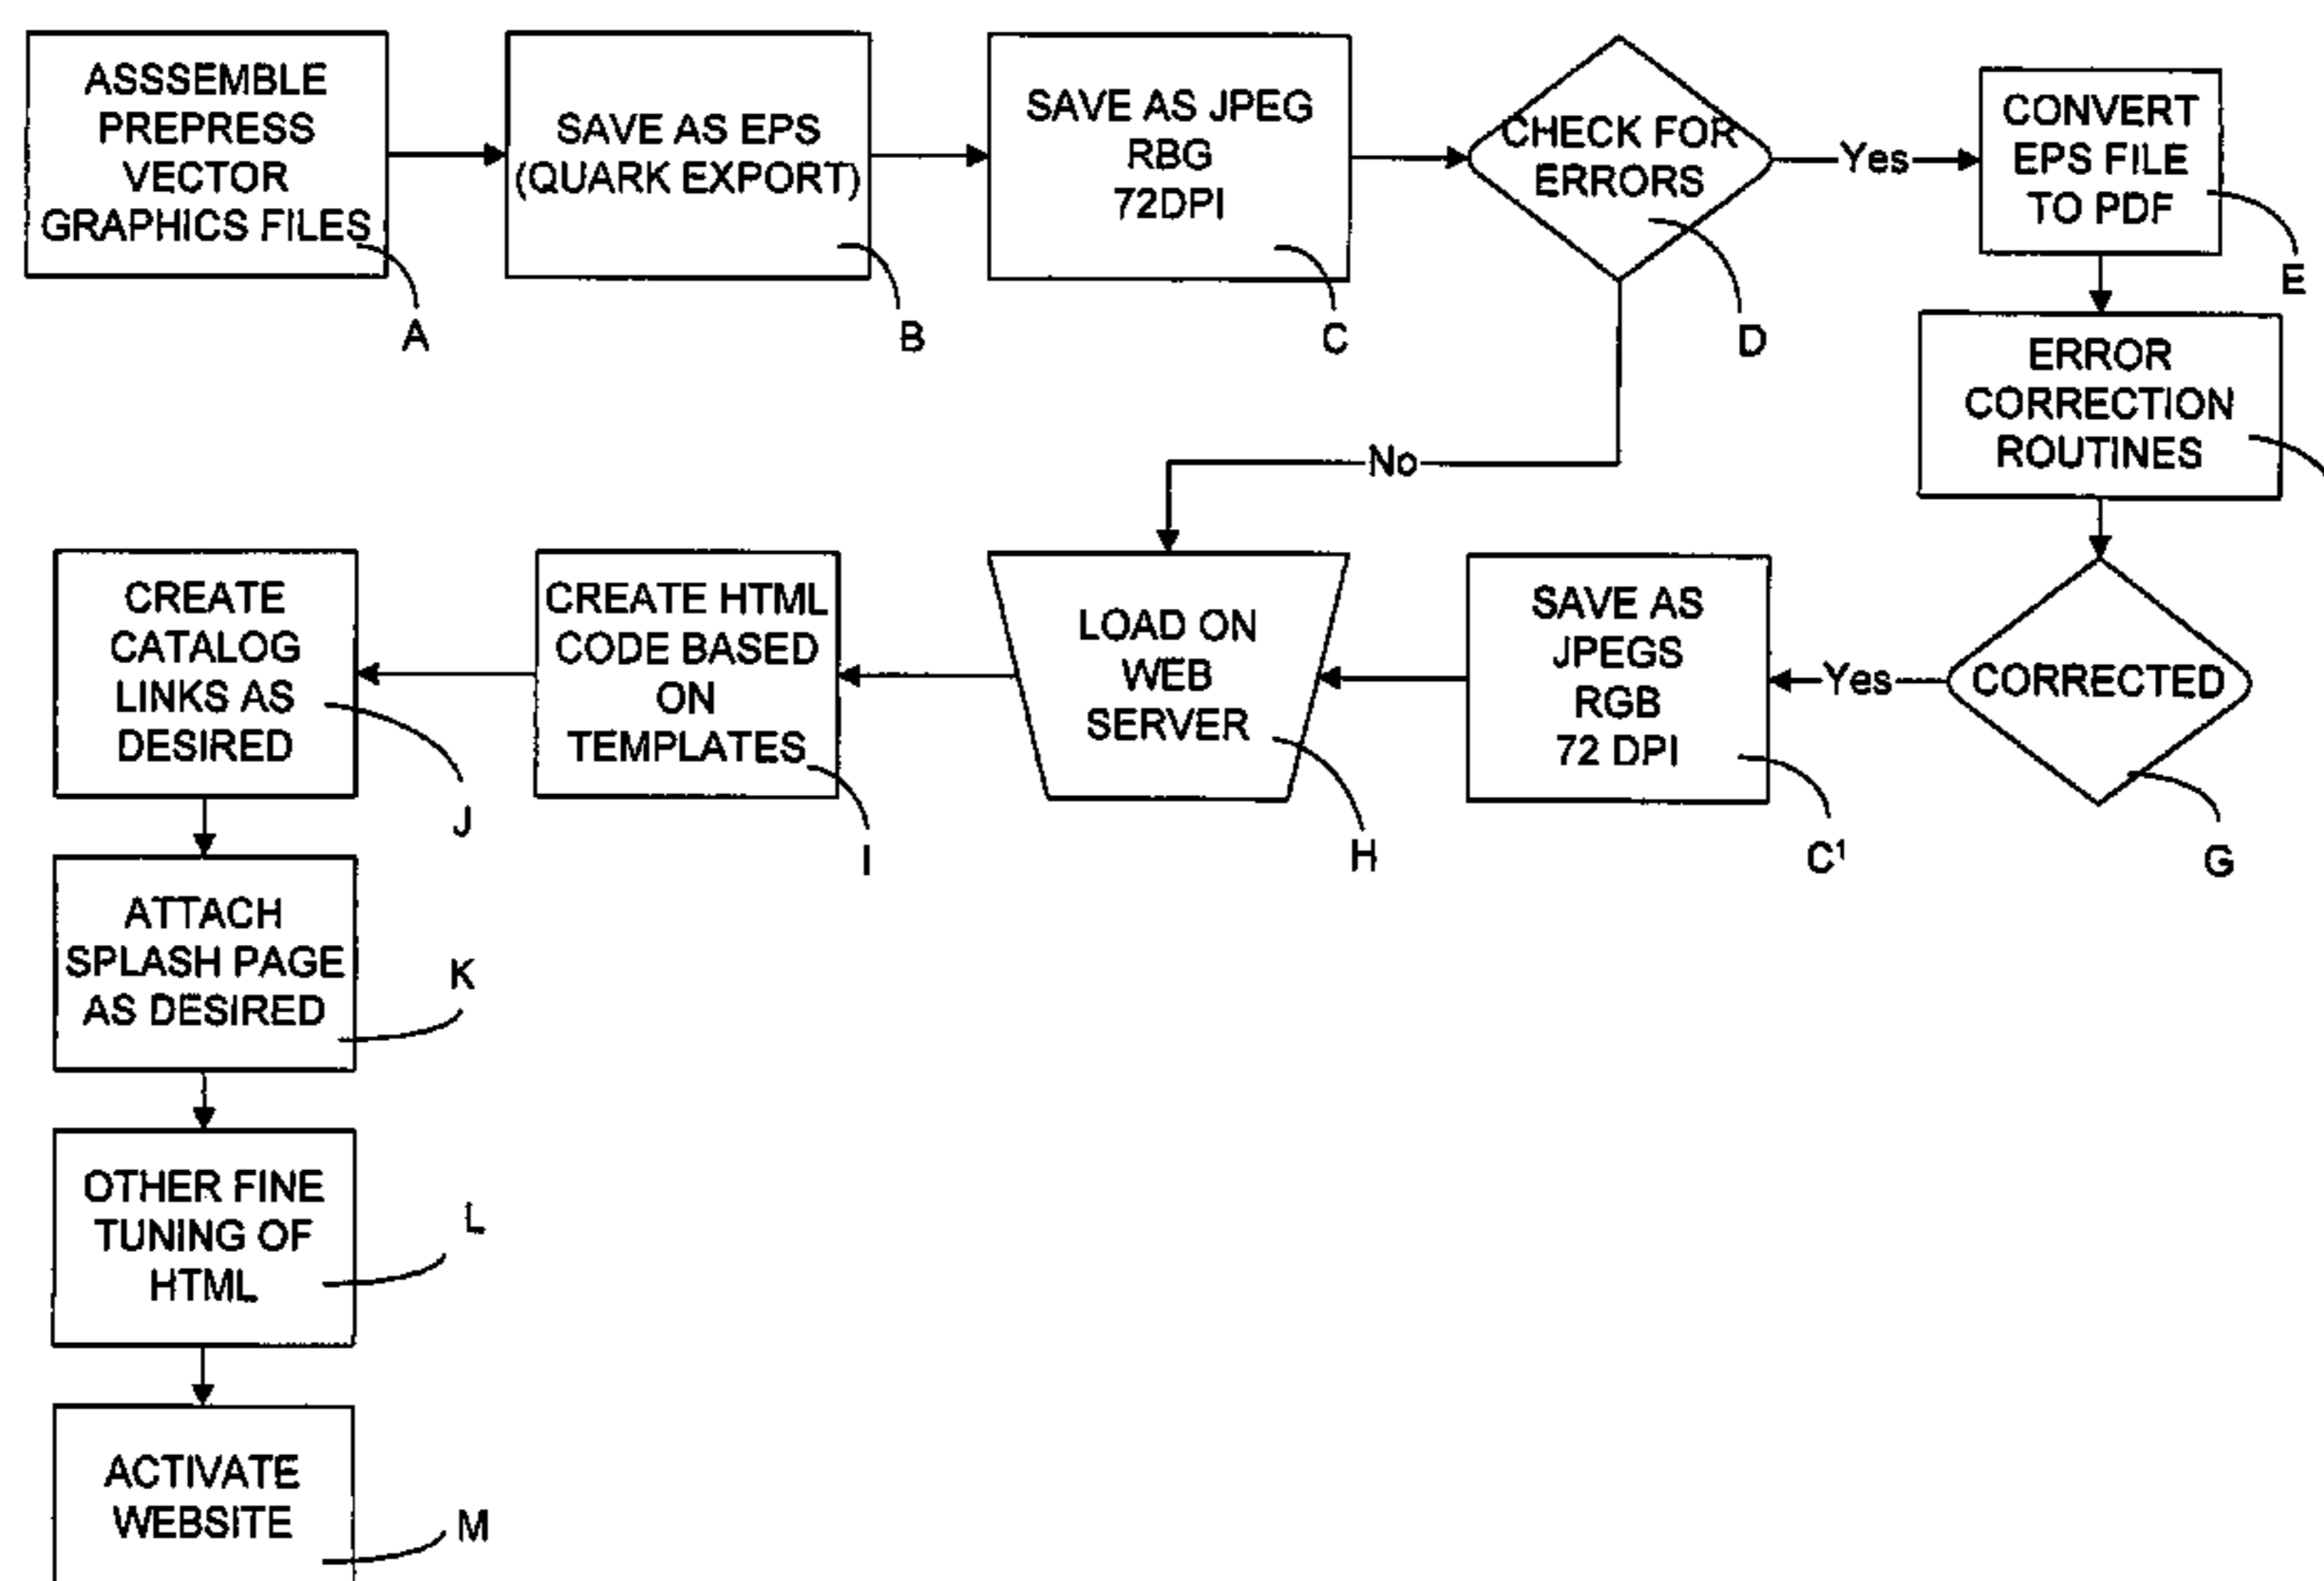 ASSSEMBLE
PREPRESS
VECTOR
GRAPHICS FILES
A
SAVE AS EPS
(QUARK EXPORT)
B
SAVE AS JPEG
RBG
72DPI
C
CHECK FOR
ERRORS
D
Yes
CONVERT
EPS FILE
TO PDF
E
ERROR
CORRECTION
ROUTINES
No
CORRECTED
G
Yes
SAVE AS
JPEGS
RGB
72 DPI
C¹
LOAD ON
WEB
SERVER
H
CREATE HTML
CODE BASED
ON
TEMPLATES
I
CREATE
CATALOG
LINKS AS
DESIRED
J
ATTACH
SPLASH PAGE
AS DESIRED
K
OTHER FINE
TUNING OF
HTML
L
ACTIVATE
WEBSITE
M